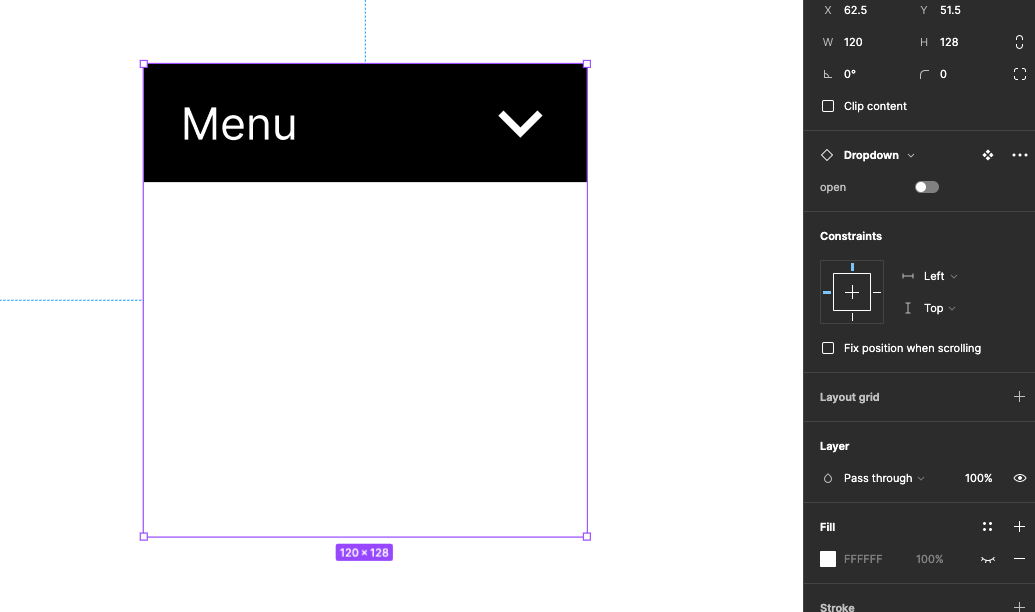 X 62.5 Y 51.5
W 120 H 128
0° 0
Clip content
Menu
Dropdown
open
Constraints
Left
Top
Fix position when scrolling
Layout grid
Layer
Pass through 100%
Fill
120 × 128
FFFFFF 100%
Stroke